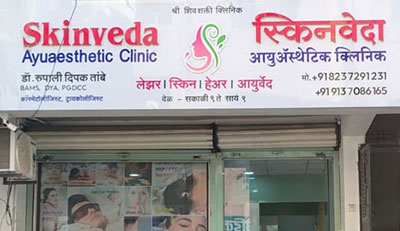 श्री शिवशक्ती क्लिनिक
Skinveda
Ayuaesthetic Clinic
स्किनवेदा
आयुॲस्थेटिक क्लिनिक
डॉ.रुपाली दिपक तांबे
BAMS, DYA, PGDCC
कॉस्मेटोलॉजिस्ट, ट्रायकोलॉजिस्ट
लेझर | स्किन | हेअर | आयुर्वेद
वेळ - सकाळी ९ ते सायं ९
मो.+918237291231
+919137086165